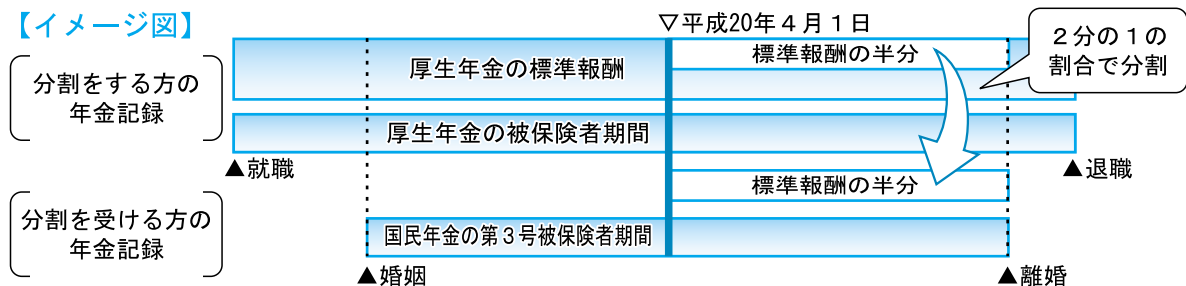 【イメージ図】
▽平成20年４月１日
２分の１の
割合で分割
分割をする方の
年金記録
厚生年金の標準報酬
標準報酬の半分
厚生年金の被保険者期間
▲就職
▲退職
標準報酬の半分
分割を受ける方の
年金記録
国民年金の第３号被保険者期間
▲婚姻
▲離婚